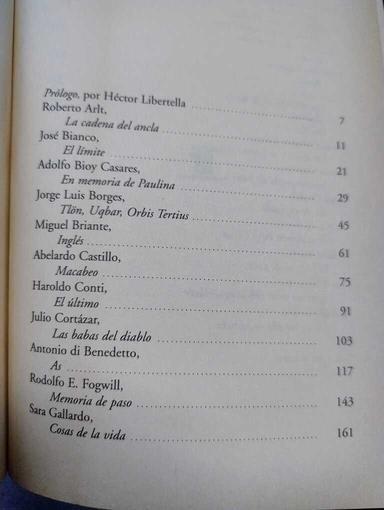 Prólogo, por Héctor Libertella ........ 7
Roberto Arlt,
La cadena del ancla ........ 11
José Bianco,
El límite ........ 21
Adolfo Bioy Casares,
En memoria de Paulina ........ 29
Jorge Luis Borges,
Tlön, Uqbar, Orbis Tertius ........ 45
Miguel Briante,
Inglés ........ 61
Abelardo Castillo,
Macabeo ........ 75
Haroldo Conti,
El último ........ 91
Julio Cortázar,
Las babas del diablo ........ 103
Antonio di Benedetto,
As ........ 117
Rodolfo E. Fogwill,
Memoria de paso ........ 143
Sara Gallardo,
Cosas de la vida ........ 161